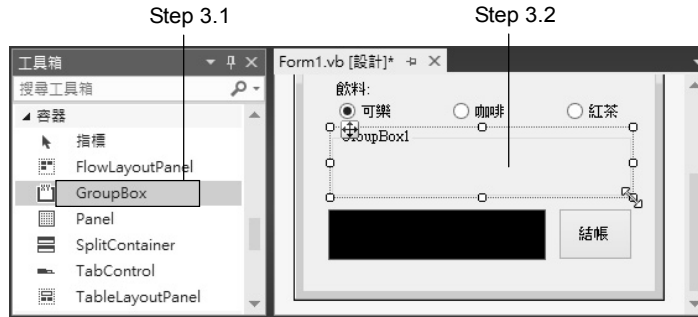 Step 3.1
Step 3.2
工具箱
搜尋工具箱
容器
指標
FlowLayoutPanel
GroupBox
Panel
SplitContainer
TabControl
TableLayoutPanel
Form1.vb [設計]*
飲料:
可樂 咖啡 紅茶
GroupBox1
結帳